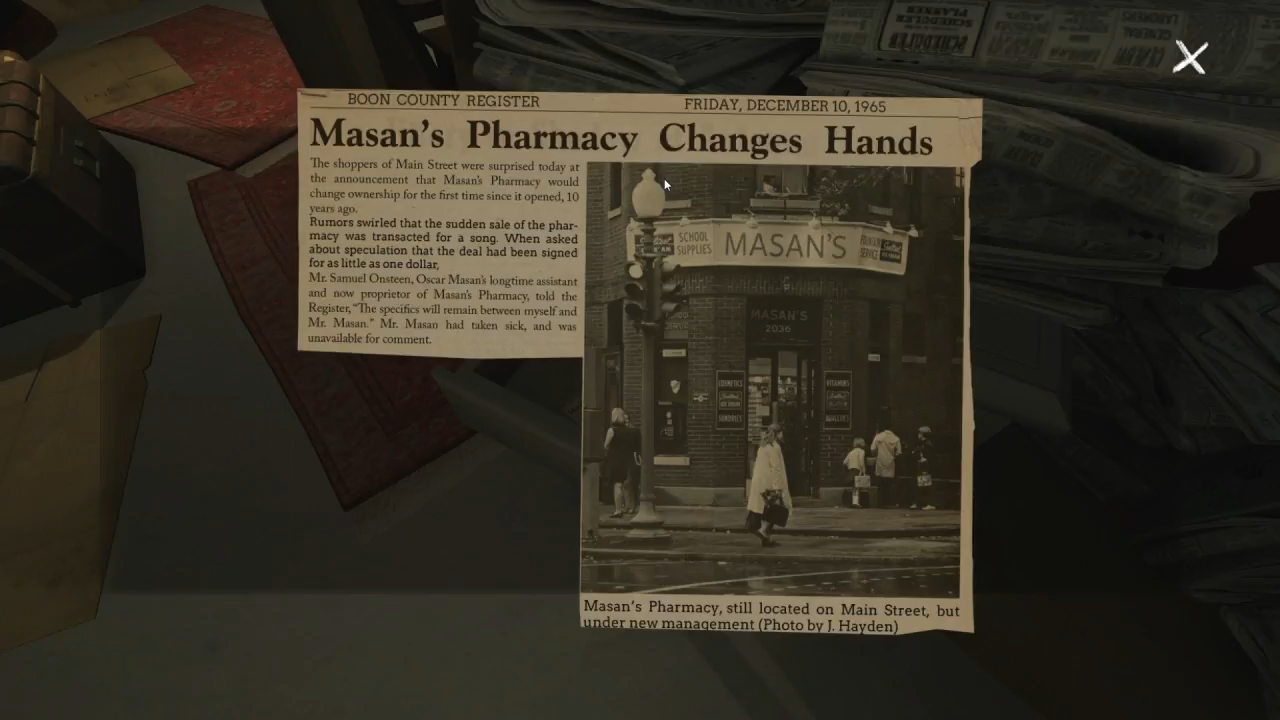 BOON COUNTY REGISTER
FRIDAY, DECEMBER 10, 1965
Masan's Pharmacy Changes Hands
The shoppers of Main Street were surprised today at
the announcement that Masan's Pharmacy would
change ownership for the first time since it opened, 10
years ago.
Rumors swirled that the sudden sale of the phar-
macy was transacted for a song. When asked
about speculation that the deal had been signed
for as little as one dollar,
Mr. Samuel Onsteen, Oscar Masan's longtime assistant
and now proprietor of Masan's Pharmacy, told the
Register, “The specifics will remain between myself and
Mr. Masan.” Mr. Masan had taken sick, and was
unavailable for comment.
SCHOOL
SUPPLIES
MASAN'S
MASAN'S
2036
COSMETICS
SUNDRIES
VITAMINS
Masan's Pharmacy, still located on Main Street, but
under new management (Photo by J. Hayden)
SCHEDULER